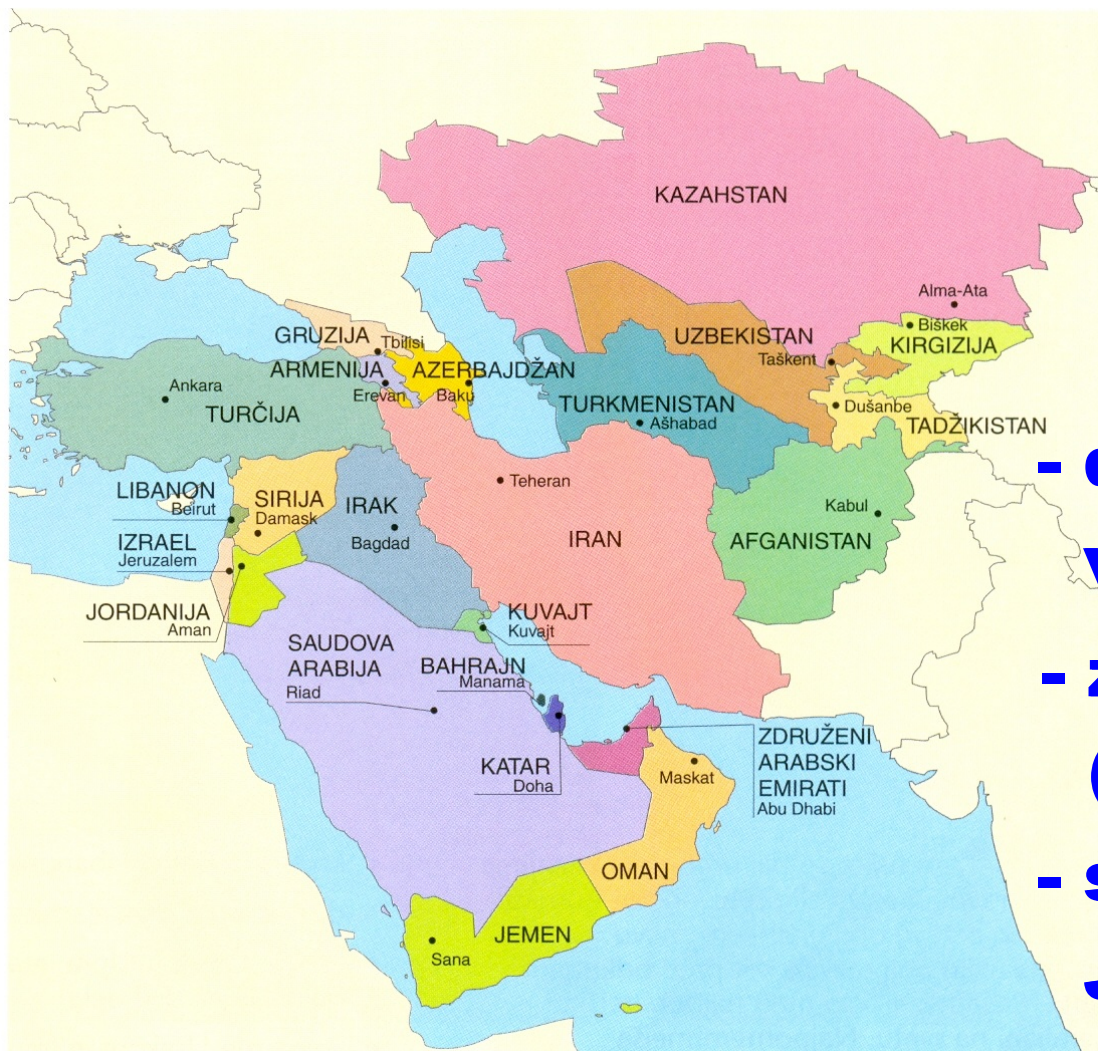 KAZAHSTAN
Alma-Ata
Biškek
KIRGIZIJA
UZBEKISTAN
Taškent
GRUZIJA
Tbilisi
ARMENIJA
Erevan
AZERBAJDŽAN
Baku
Ankara
TURČIJA
TURKMENISTAN
Ašhabad
Dušanbe
TADŽIKISTAN
Teheran
LIBANON
Beirut
SIRIJA
Damask
IRAK
Bagdad
IRAN
Kabul
AFGANISTAN
IZRAEL
Jeruzalem
JORDANIJA
Aman
KUVAJT
Kuvajt
SAUDOVA
ARABIJA
Riad
BAHRAJN
Manama
KATAR
Doha
ZDRUŽENI
ARABSKI
EMIRATI
Abu Dhabi
Maskat
OMAN
JEMEN
Sana